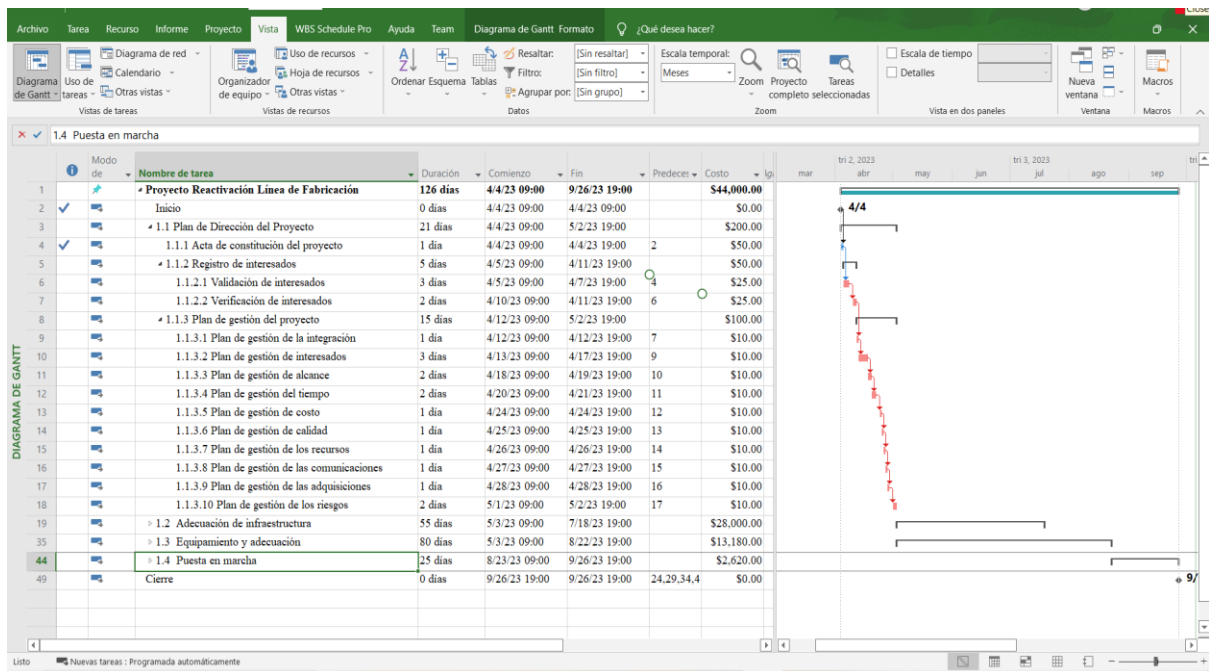 Close
Archivo Tarea Recurso Informe Proyecto Vista WBS Schedule Pro Ayuda Team Diagrama de Gantt Formato ¿Qué desea hacer?
Diagrama de Gantt
Uso de tareas
Diagrama de red
Calendario
Otras vistas
Vistas de tareas
Organizador de equipo
Uso de recursos
Hoja de recursos
Otras vistas
Vistas de recursos
Ordenar Esquema Tablas
Resaltar: [Sin resaltar]
Filtro: [Sin filtro]
Agrupar por: [Sin grupo]
Datos
Escala temporal:
Meses
Zoom
Proyecto completo
Tareas seleccionadas
Zoom
Escala de tiempo
Detalles
Vista en dos paneles
Nueva ventana
Ventana
Macros
Macros
1.4 Puesta en marcha
Modo de Nombre de tarea Duración Comienzo Fin Predeces Costo
tri 2, 2023 tri 3, 2023 tri
mar abr may jun jul ago sep
1 Proyecto Reactivación Línea de Fabricación 126 días 4/4/23 09:00 9/26/23 19:00 $44,000.00
2 Inicio 0 días 4/4/23 09:00 4/4/23 09:00 $0.00 4/4
3 1.1 Plan de Dirección del Proyecto 21 días 4/4/23 09:00 5/2/23 19:00 $200.00
4 1.1.1 Acta de constitución del proyecto 1 día 4/4/23 09:00 4/4/23 19:00 2 $50.00
5 1.1.2 Registro de interesados 5 días 4/5/23 09:00 4/11/23 19:00 $50.00
6 1.1.2.1 Validación de interesados 3 días 4/5/23 09:00 4/7/23 19:00 4 $25.00
7 1.1.2.2 Verificación de interesados 2 días 4/10/23 09:00 4/11/23 19:00 6 $25.00
8 1.1.3 Plan de gestión del proyecto 15 días 4/12/23 09:00 5/2/23 19:00 $100.00
9 1.1.3.1 Plan de gestión de la integración 1 día 4/12/23 09:00 4/12/23 19:00 7 $10.00
10 1.1.3.2 Plan de gestión de interesados 3 días 4/13/23 09:00 4/17/23 19:00 9 $10.00
11 1.1.3.3 Plan de gestión de alcance 2 días 4/18/23 09:00 4/19/23 19:00 10 $10.00
12 1.1.3.4 Plan de gestión del tiempo 2 días 4/20/23 09:00 4/21/23 19:00 11 $10.00
13 1.1.3.5 Plan de gestión de costo 1 día 4/24/23 09:00 4/24/23 19:00 12 $10.00
14 1.1.3.6 Plan de gestión de calidad 1 día 4/25/23 09:00 4/25/23 19:00 13 $10.00
15 1.1.3.7 Plan de gestión de los recursos 1 día 4/26/23 09:00 4/26/23 19:00 14 $10.00
16 1.1.3.8 Plan de gestión de las comunicaciones 1 día 4/27/23 09:00 4/27/23 19:00 15 $10.00
17 1.1.3.9 Plan de gestión de las adquisiciones 1 día 4/28/23 09:00 4/28/23 19:00 16 $10.00
18 1.1.3.10 Plan de gestión de los riesgos 2 días 5/1/23 09:00 5/2/23 19:00 17 $10.00
19 1.2 Adecuación de infraestructura 55 días 5/3/23 09:00 7/18/23 19:00 $28,000.00
35 1.3 Equipamiento y adecuación 80 días 5/3/23 09:00 8/22/23 19:00 $13,180.00
44 1.4 Puesta en marcha 25 días 8/23/23 09:00 9/26/23 19:00 $2,620.00
49 Cierre 0 días 9/26/23 19:00 9/26/23 19:00 24,29,34,4 $0.00 9/
DIAGRAMA DE GANTT
Listo Nuevas tareas : Programada automáticamente